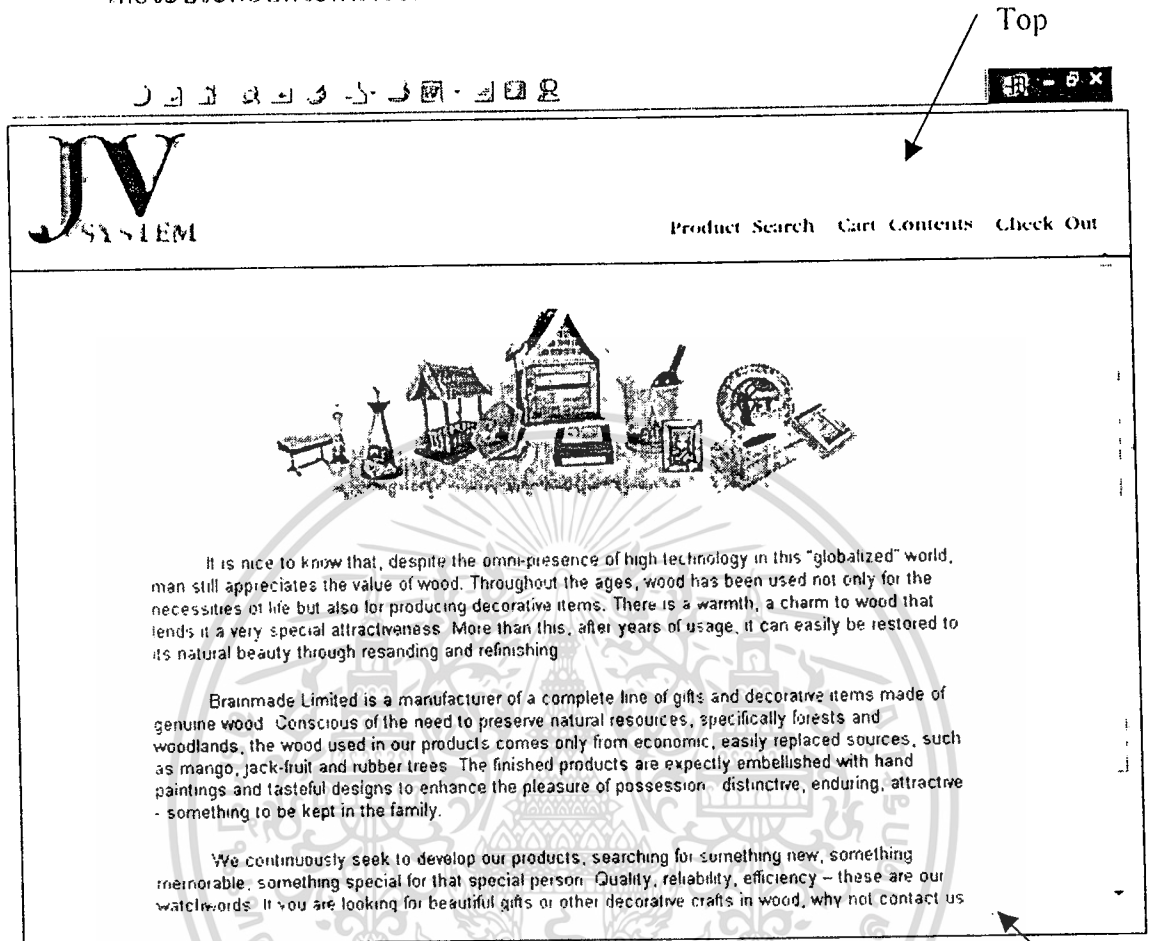 Top
JV
SYSTEM
Product Search Cart Contents Check Out
It is nice to know that, despite the omni-presence of high technology in this "globalized" world,
man still appreciates the value of wood. Throughout the ages, wood has been used not only for the
necessities of life but also for producing decorative items. There is a warmth, a charm to wood that
lends it a very special attractiveness. More than this, after years of usage, it can easily be restored to
its natural beauty through resanding and refinishing
Brainmade Limited is a manufacturer of a complete line of gifts and decorative items made of
genuine wood. Conscious of the need to preserve natural resources, specifically forests and
woodlands, the wood used in our products comes only from economic, easily replaced sources, such
as mango, jack-fruit and rubber trees. The finished products are expectly embellished with hand
paintings and tasteful designs to enhance the pleasure of possession distinctive, enduring, attractive
- something to be kept in the family.
We continuously seek to develop our products, searching for something new, something
memorable, something special for that special person. Quality, reliability, efficiency – these are our
watchwords. If you are looking for beautiful gifts or other decorative crafts in wood, why not contact us